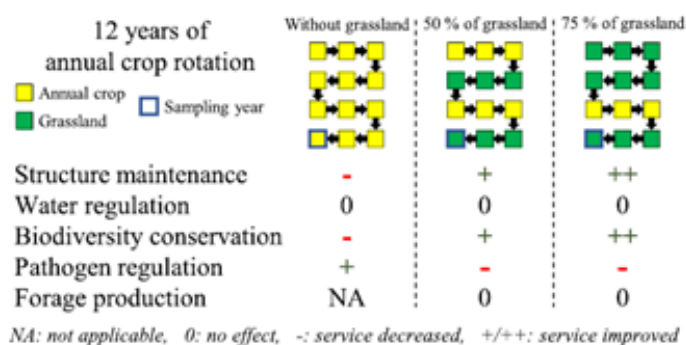 12 years of
annual crop rotation
Annual crop
Grassland
Sampling year
Without grassland
50 % of grassland
75 % of grassland
Structure maintenance - + ++
Water regulation 0 0 0
Biodiversity conservation - + ++
Pathogen regulation + - -
Forage production NA 0 0
NA: not applicable, 0: no effect, -: service decreased, +/++: service improved